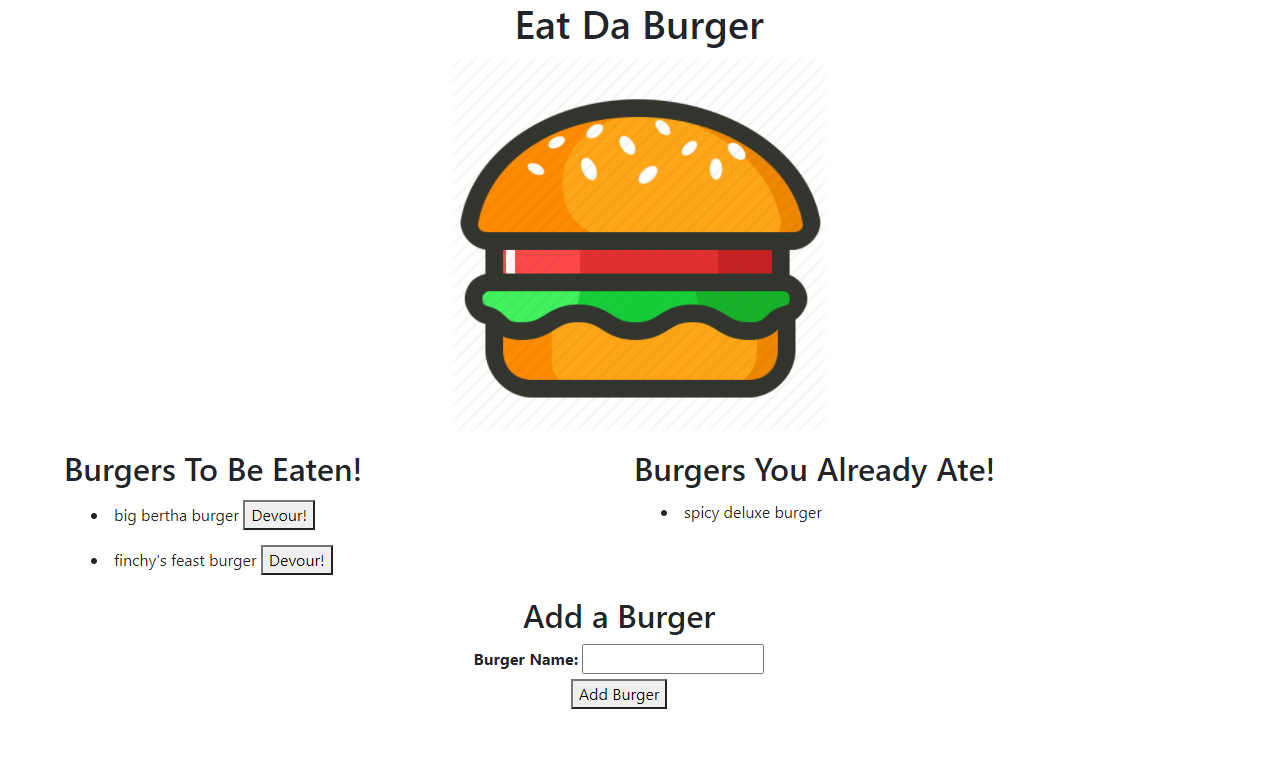 Eat Da Burger
Burgers To Be Eaten!
big bertha burger Devour!
finchy's feast burger Devour!
Burgers You Already Ate!
spicy deluxe burger
Add a Burger
Burger Name:
Add Burger